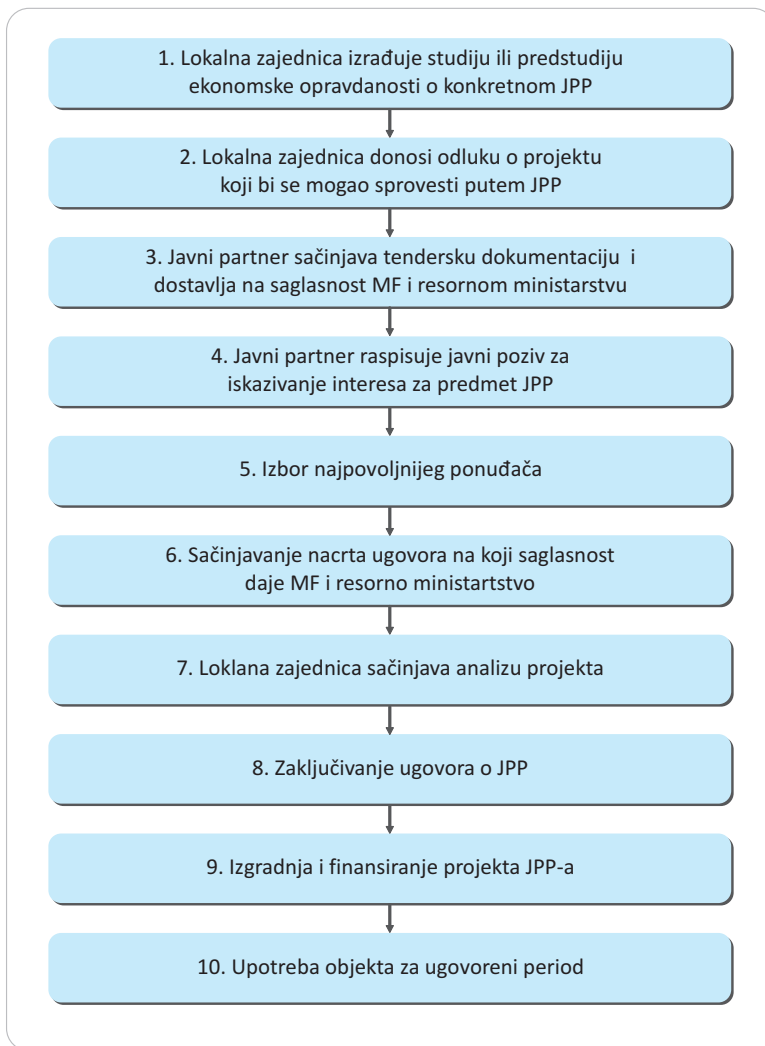 1. Lokalna zajednica izrađuje studiju ili predstudiju
ekonomske opravdanosti o konkretnom JPP
2. Lokalna zajednica donosi odluku o projektu
koji bi se mogao sprovesti putem JPP
3. Javni partner sačinjava tendersku dokumentaciju  i
dostavlja na saglasnost MF i resornom ministarstvu
4. Javni partner raspisuje javni poziv za
iskazivanje interesa za predmet JPP
5. Izbor najpovoljnijeg ponuđača
6. Sačinjavanje nacrta ugovora na koji saglasnost
daje MF i resorno ministartstvo
7. Loklana zajednica sačinjava analizu projekta
8. Zaključivanje ugovora o JPP
9. Izgradnja i finansiranje projekta JPP-a
10. Upotreba objekta za ugovoreni period